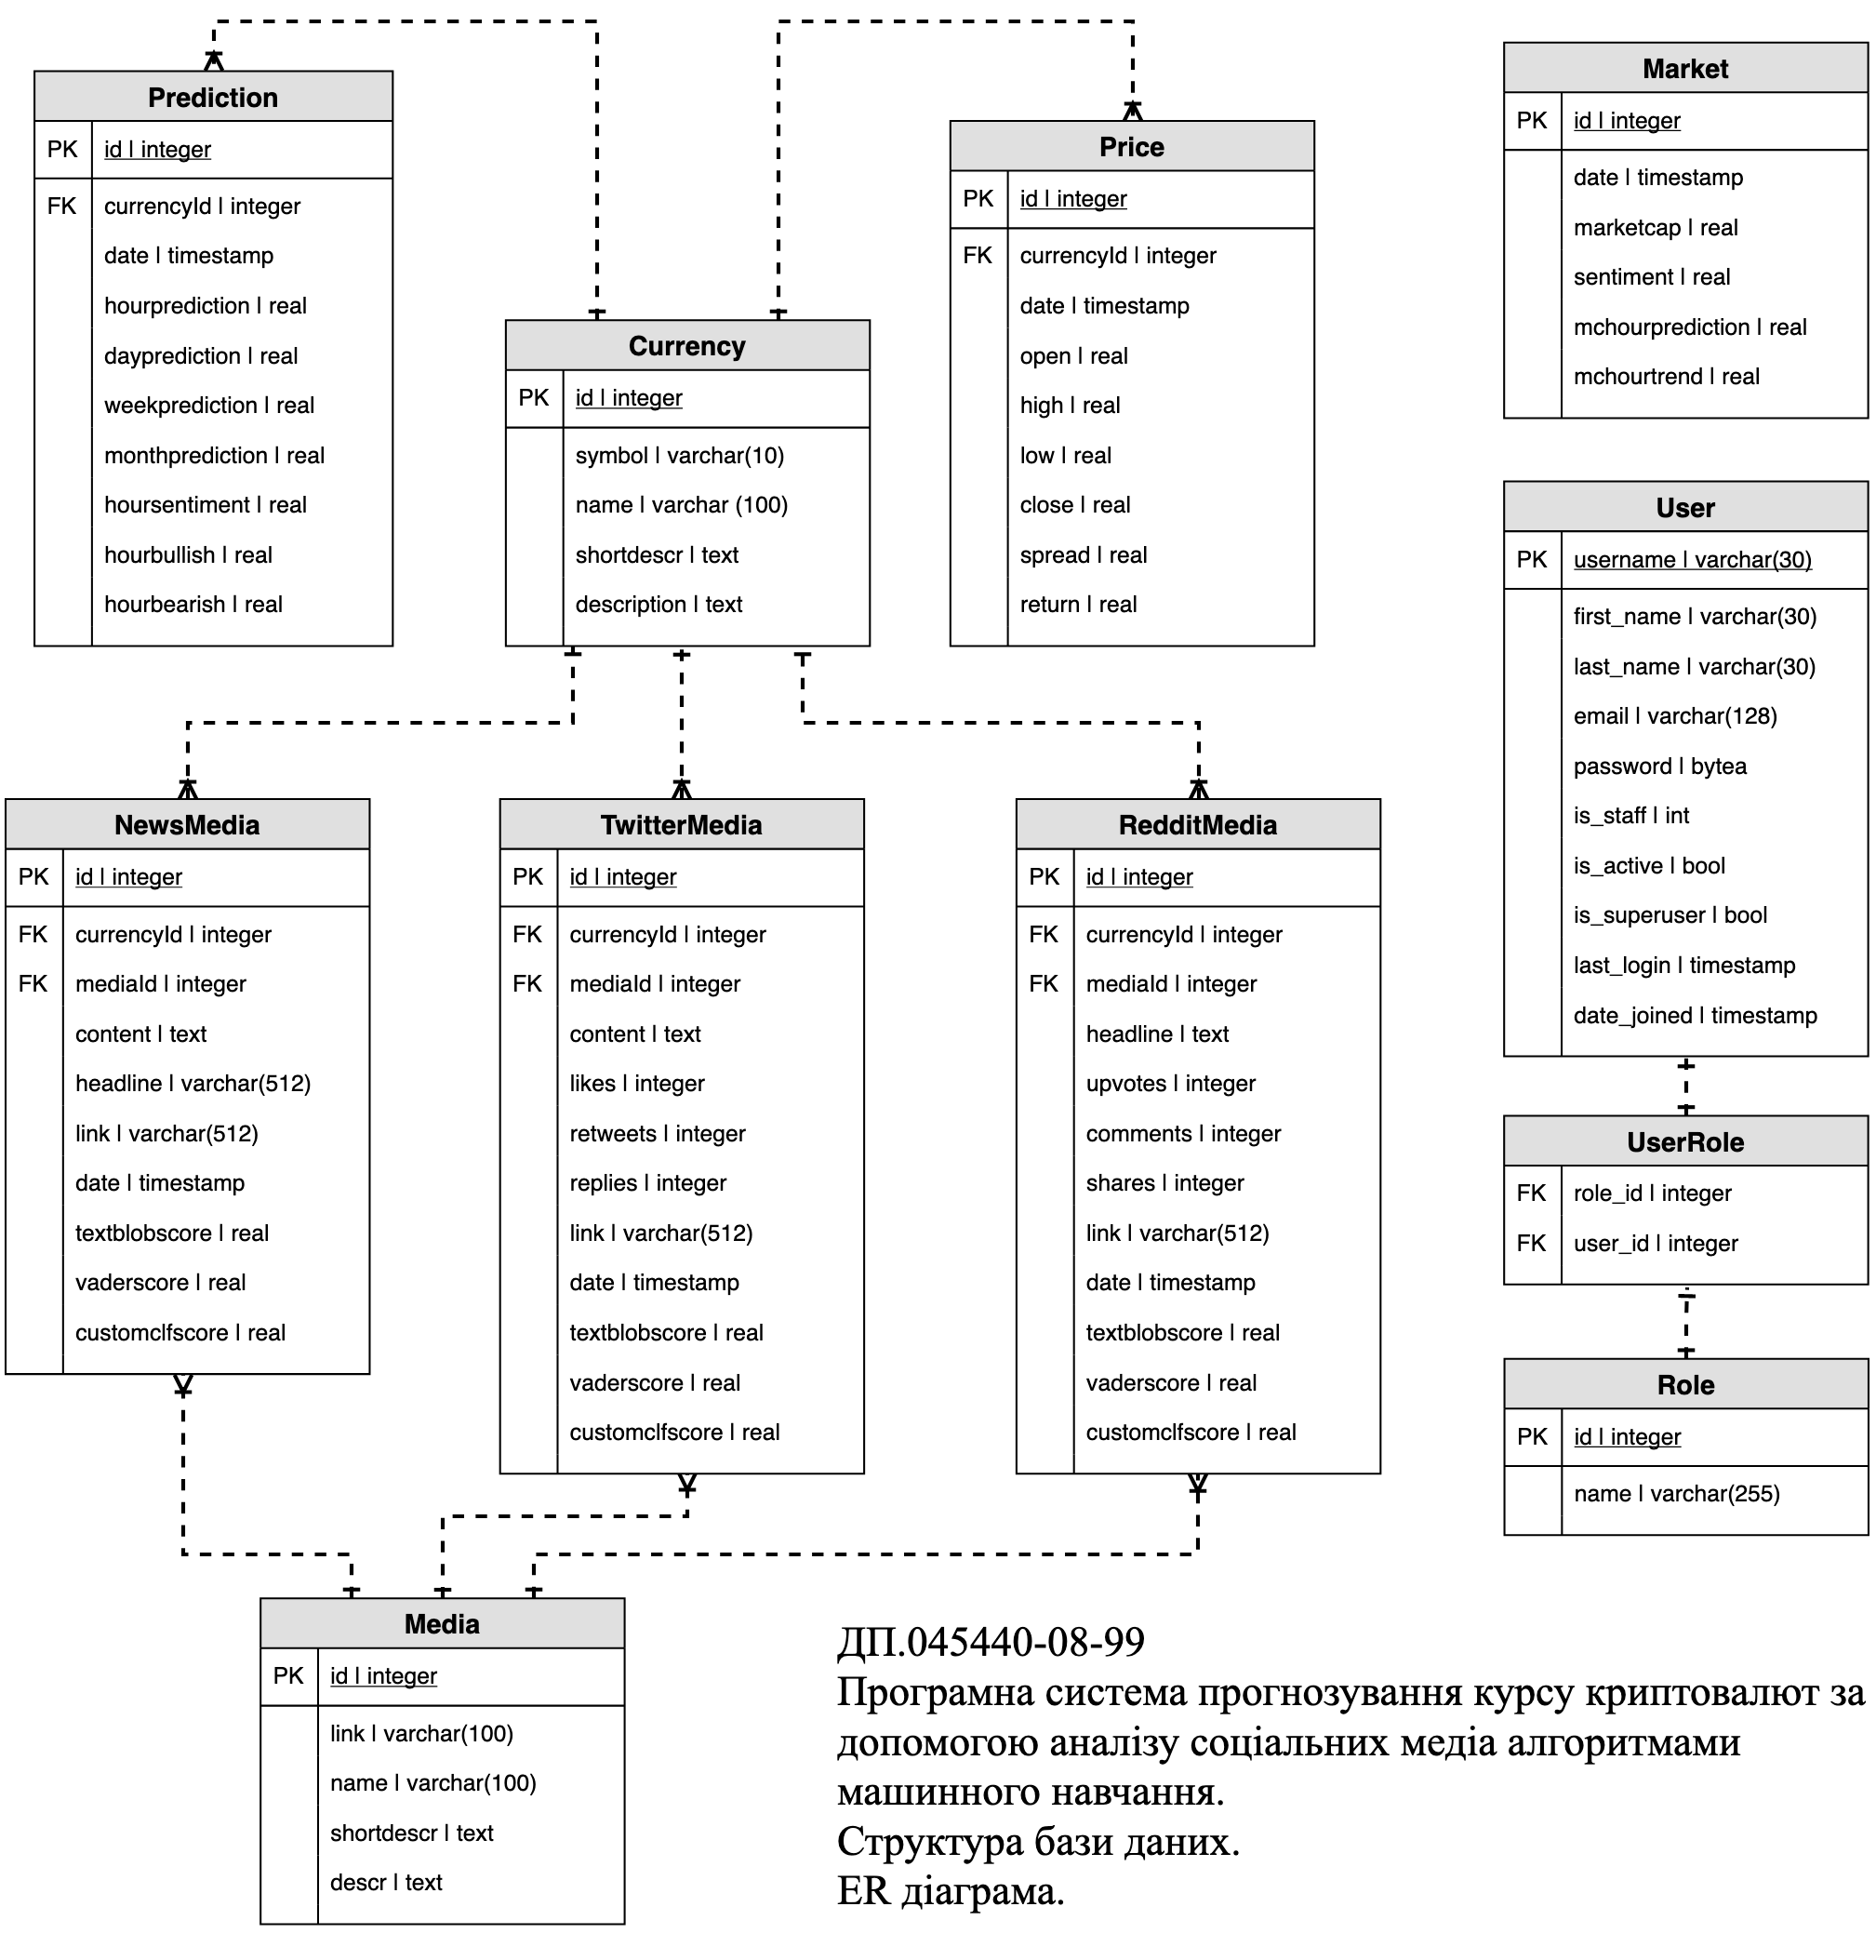 Prediction
PK id | integer
FK currencyId | integer
date | timestamp
hourprediction | real
dayprediction | real
weekprediction | real
monthprediction | real
hoursentiment | real
hourbullish | real
hourbearish | real
Currency
PK id | integer
symbol | varchar(10)
name | varchar (100)
shortdescr | text
description | text
Price
PK id | integer
FK currencyId | integer
date | timestamp
open | real
high | real
low | real
close | real
spread | real
return | real
Market
PK id | integer
date | timestamp
marketcap | real
sentiment | real
mchourprediction | real
mchourtrend | real
User
PK username | varchar(30)
first_name | varchar(30)
last_name | varchar(30)
email | varchar(128)
password | bytea
is_staff | int
is_active | bool
is_superuser | bool
last_login | timestamp
date_joined | timestamp
NewsMedia
PK id | integer
FK currencyId | integer
FK mediaId | integer
content | text
headline | varchar(512)
link | varchar(512)
date | timestamp
textblobscore | real
vaderscore | real
customclfscore | real
TwitterMedia
PK id | integer
FK currencyId | integer
FK mediaId | integer
content | text
likes | integer
retweets | integer
replies | integer
link | varchar(512)
date | timestamp
textblobscore | real
vaderscore | real
customclfscore | real
RedditMedia
PK id | integer
FK currencyId | integer
FK mediaId | integer
headline | text
upvotes | integer
comments | integer
shares | integer
link | varchar(512)
date | timestamp
textblobscore | real
vaderscore | real
customclfscore | real
UserRole
FK role_id | integer
FK user_id | integer
Role
PK id | integer
name | varchar(255)
Media
PK id | integer
link | varchar(100)
name | varchar(100)
shortdescr | text
descr | text
ДП.045440-08-99
Програмна система прогнозування курсу криптовалют за
допомогою аналізу соціальних медіа алгоритмами
машинного навчання.
Структура бази даних.
ER діаграма.